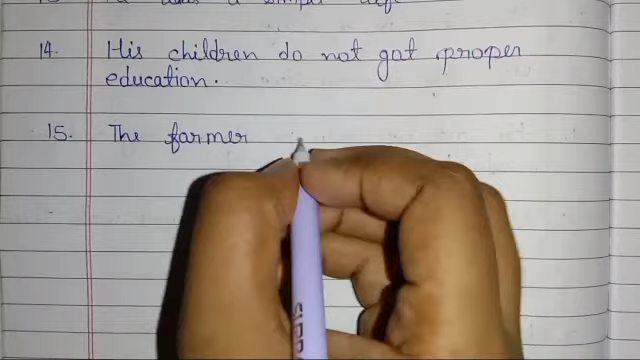 14. His children do not got proper
education.
15. The farmer